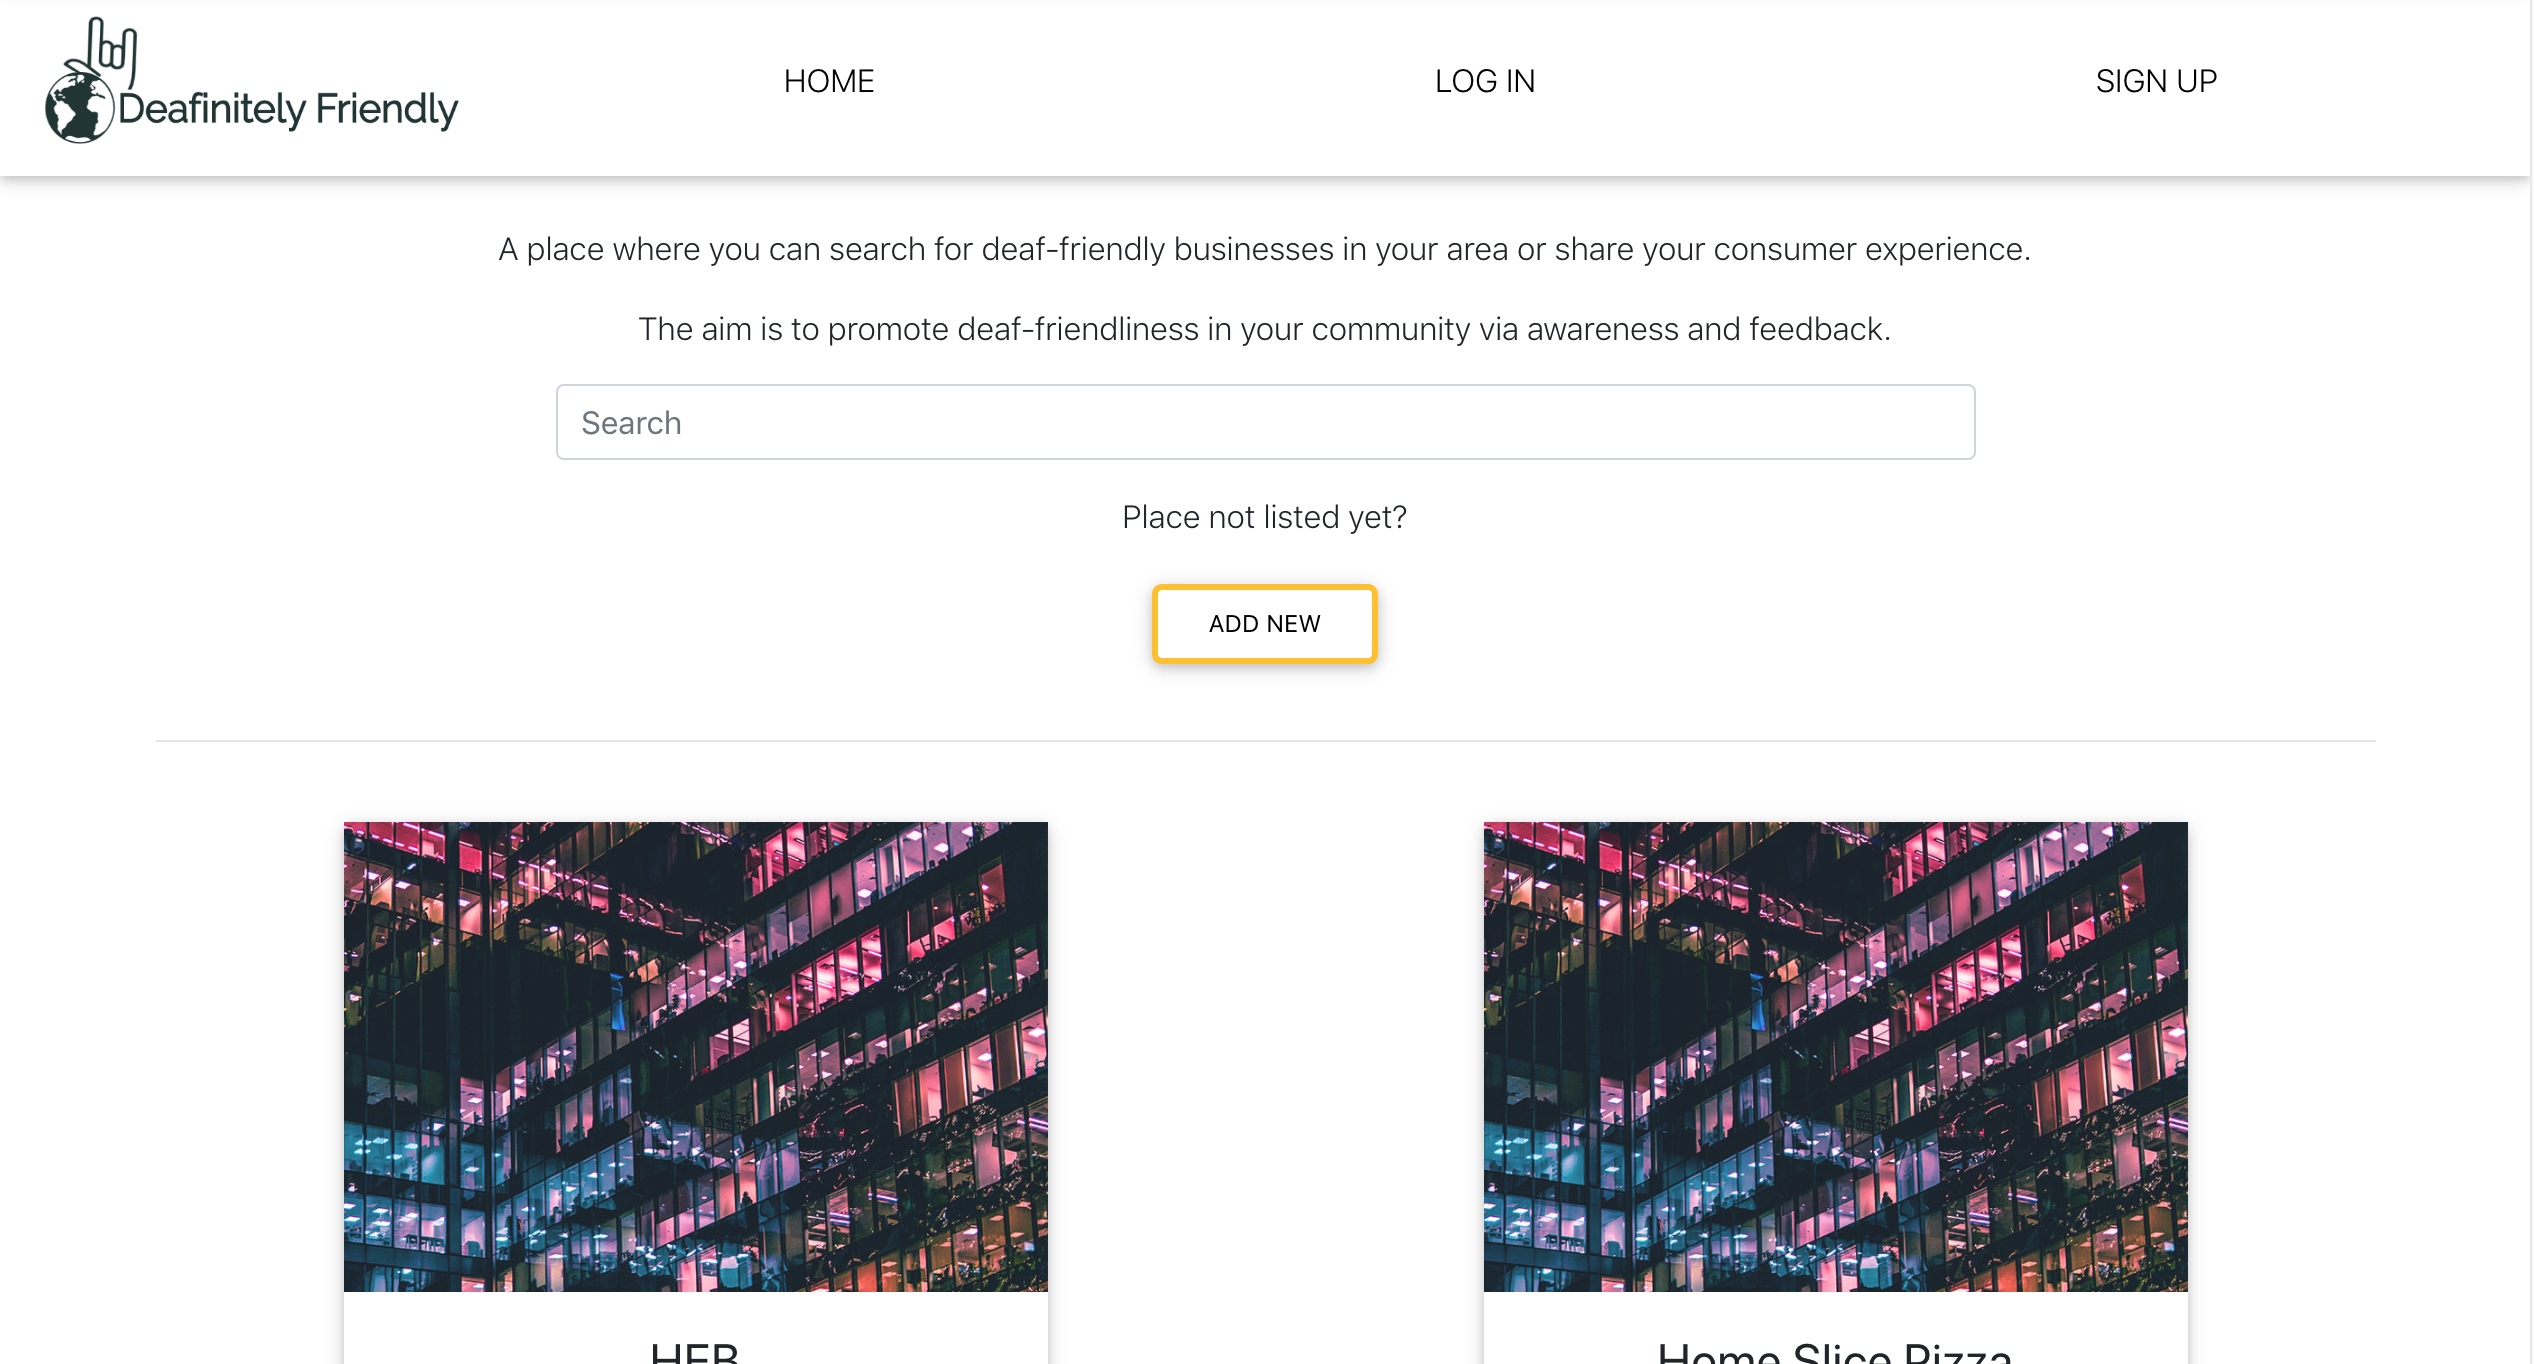 Deafinitely Friendly
HOME
LOG IN
SIGN UP
A place where you can search for deaf-friendly businesses in your area or share your consumer experience.
The aim is to promote deaf-friendliness in your community via awareness and feedback.
Search
Place not listed yet?
ADD NEW
HEB
Home Slice Pizza